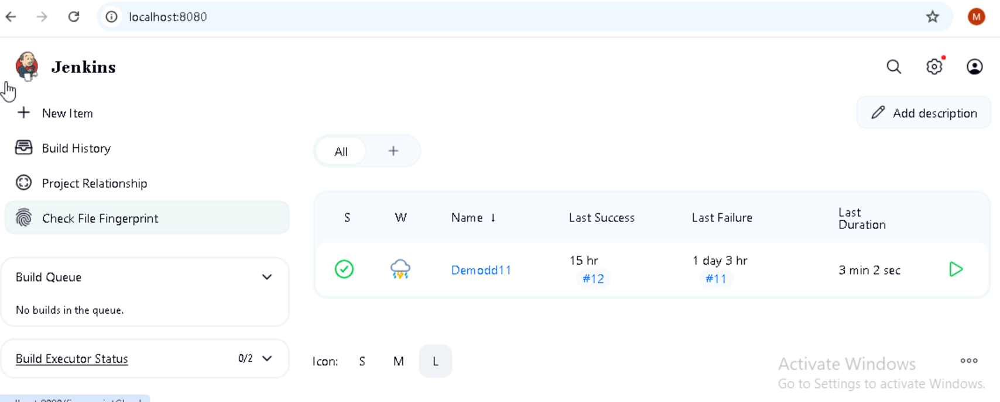 localhost:8080
M
Jenkins
New Item
Add description
Build History
All +
Project Relationship
Check File Fingerprint
S W Name ↓ Last Success Last Failure Last Duration
Demodd11 15 hr #12 1 day 3 hr #11 3 min 2 sec
Build Queue
No builds in the queue.
Build Executor Status 0/2
Icon: S M L
Activate Windows
Go to Settings to activate Windows.